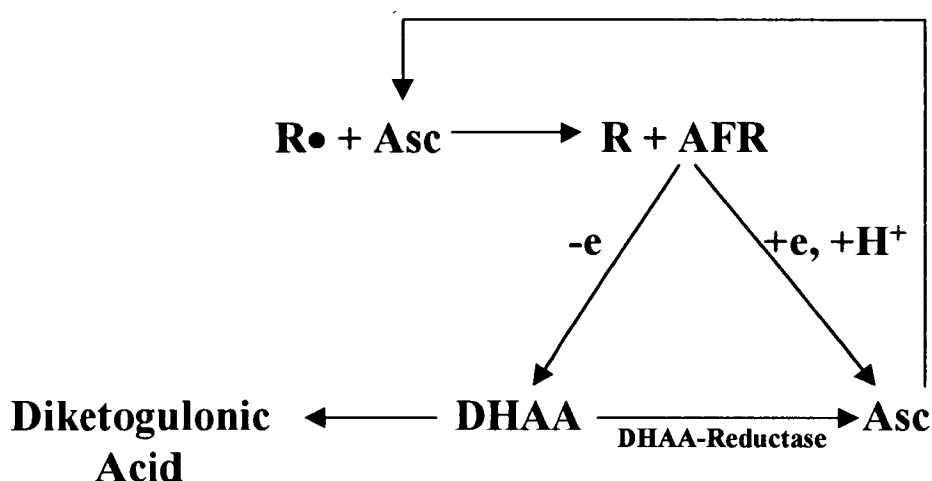 R● + Asc R + AFR
-e +e, +H⁺
Diketogulonic DHAA Asc
DHAA-Reductase
Acid